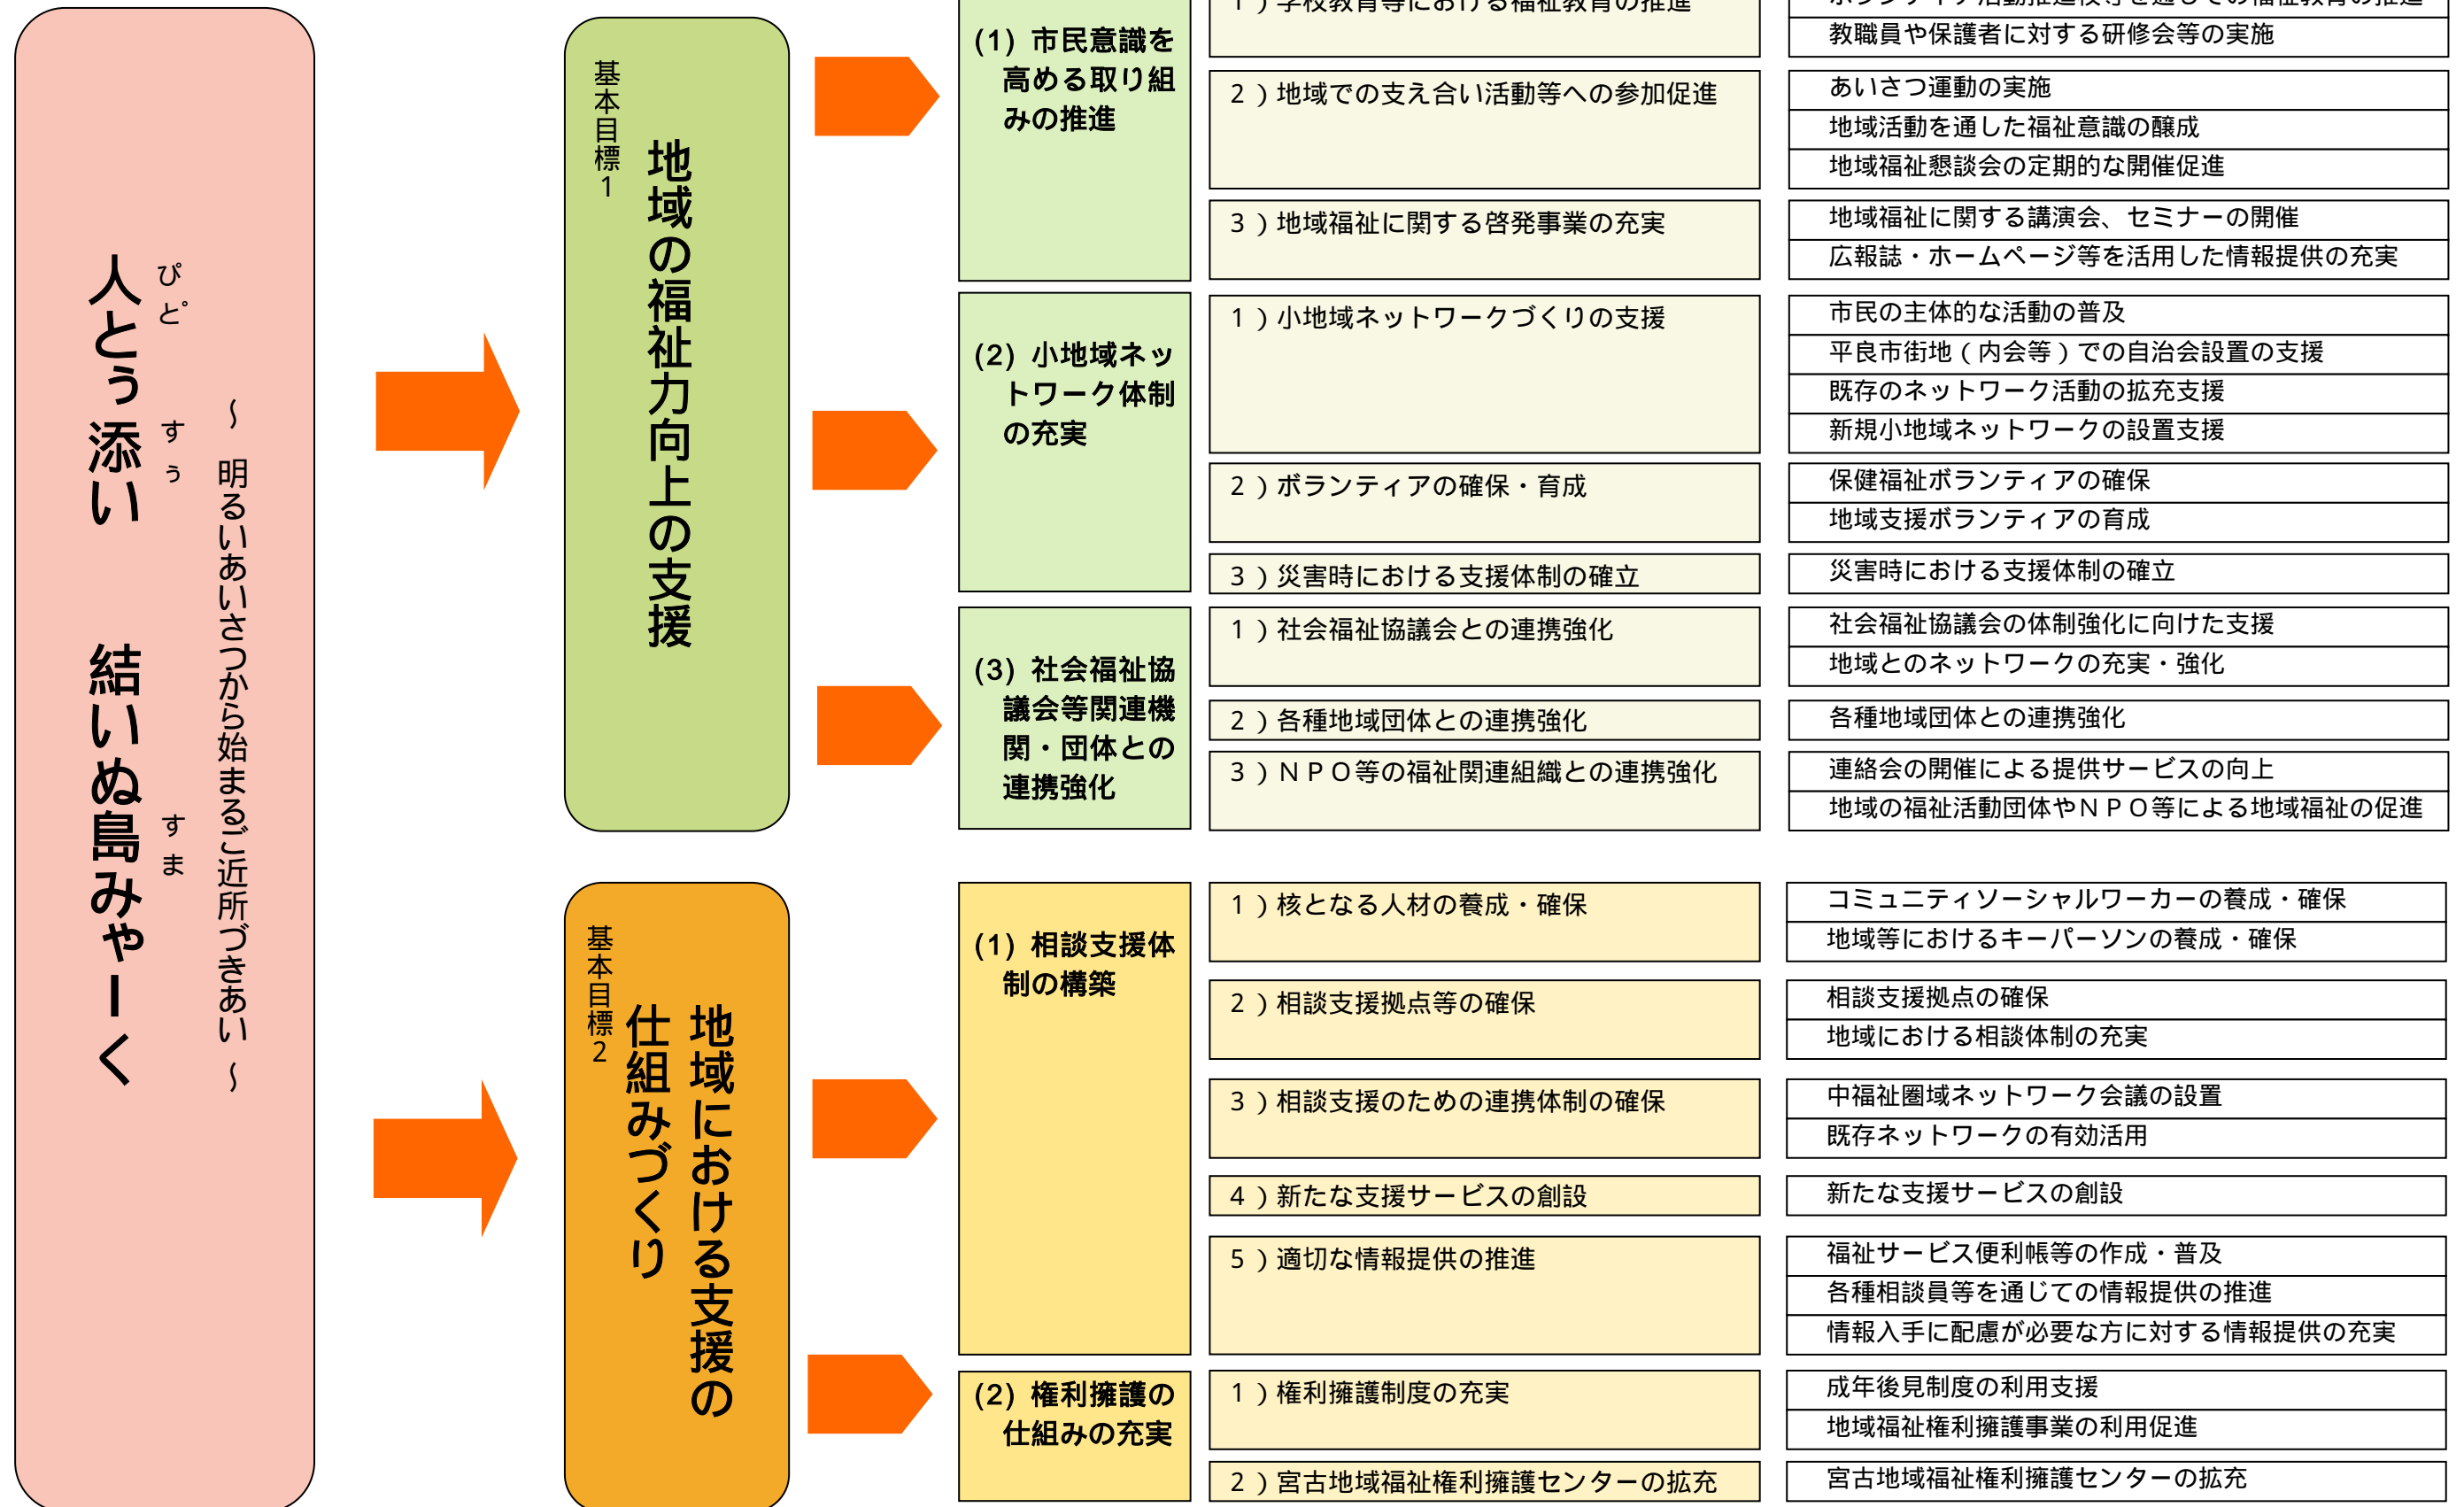 人とぅ添い 結いぬ島みゃーく
ぴと゜
すぅ
すま
～ 明るいあいさつから始まるご近所づきあい ～
基本目標1
地域の福祉力向上の支援
(1) 市民意識を
高める取り組
みの推進
1）学校教育等における福祉教育の推進
ボランティア活動推進校等を通じての福祉教育の推進
教職員や保護者に対する研修会等の実施
2）地域での支え合い活動等への参加促進
あいさつ運動の実施
地域活動を通した福祉意識の醸成
地域福祉懇談会の定期的な開催促進
3）地域福祉に関する啓発事業の充実
地域福祉に関する講演会、セミナーの開催
広報誌・ホームページ等を活用した情報提供の充実
(2) 小地域ネッ
トワーク体制
の充実
1）小地域ネットワークづくりの支援
市民の主体的な活動の普及
平良市街地（内会等）での自治会設置の支援
既存のネットワーク活動の拡充支援
新規小地域ネットワークの設置支援
2）ボランティアの確保・育成
保健福祉ボランティアの確保
地域支援ボランティアの育成
3）災害時における支援体制の確立
災害時における支援体制の確立
(3) 社会福祉協
議会等関連機
関・団体との
連携強化
1）社会福祉協議会との連携強化
社会福祉協議会の体制強化に向けた支援
地域とのネットワークの充実・強化
2）各種地域団体との連携強化
各種地域団体との連携強化
3）ＮＰＯ等の福祉関連組織との連携強化
連絡会の開催による提供サービスの向上
地域の福祉活動団体やＮＰＯ等による地域福祉の促進
基本目標2
地域における支援の
仕組みづくり
(1) 相談支援体
制の構築
1）核となる人材の養成・確保
コミュニティソーシャルワーカーの養成・確保
地域等におけるキーパーソンの養成・確保
2）相談支援拠点等の確保
相談支援拠点の確保
地域における相談体制の充実
3）相談支援のための連携体制の確保
中福祉圏域ネットワーク会議の設置
既存ネットワークの有効活用
4）新たな支援サービスの創設
新たな支援サービスの創設
5）適切な情報提供の推進
福祉サービス便利帳等の作成・普及
各種相談員等を通じての情報提供の推進
情報入手に配慮が必要な方に対する情報提供の充実
(2) 権利擁護の
仕組みの充実
1）権利擁護制度の充実
成年後見制度の利用支援
地域福祉権利擁護事業の利用促進
2）宮古地域福祉権利擁護センターの拡充
宮古地域福祉権利擁護センターの拡充